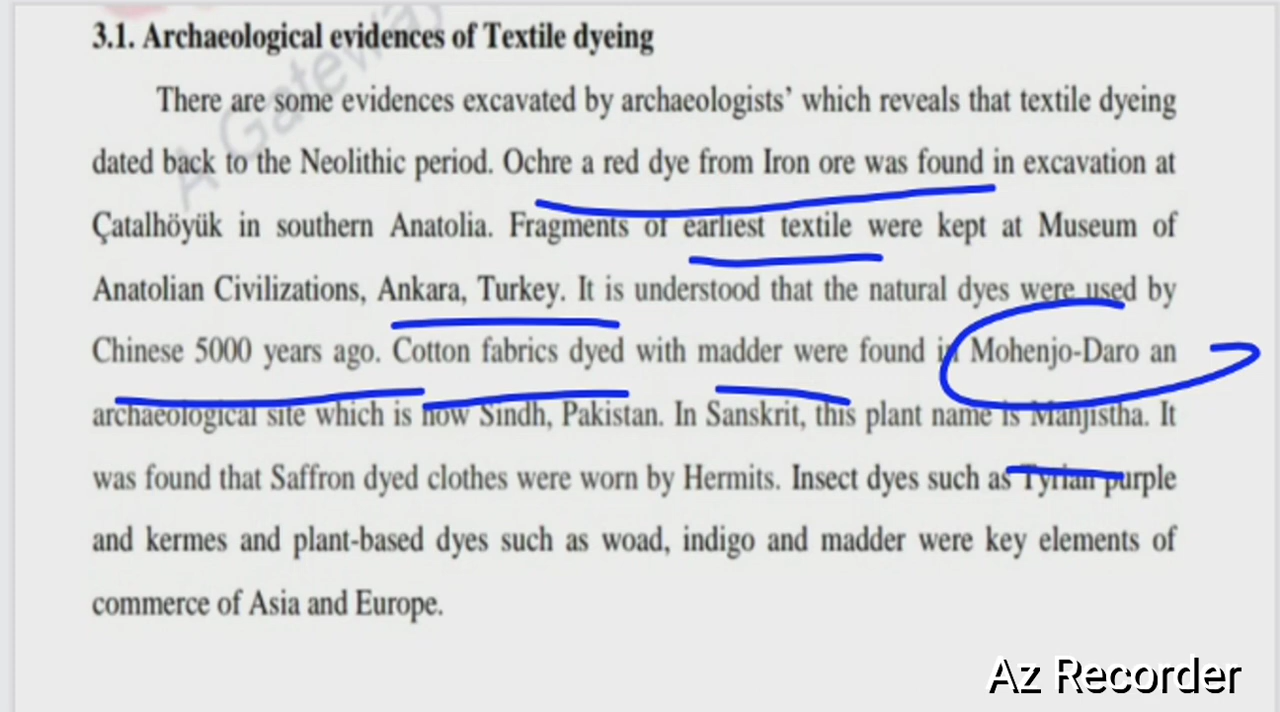 3.1. Archaeological evidences of Textile dyeing
There are some evidences excavated by archaeologists’ which reveals that textile dyeing
dated back to the Neolithic period. Ochre a red dye from Iron ore was found in excavation at
Çatalhöyük in southern Anatolia. Fragments of earliest textile were kept at Museum of
Anatolian Civilizations, Ankara, Turkey. It is understood that the natural dyes were used by
Chinese 5000 years ago. Cotton fabrics dyed with madder were found in Mohenjo-Daro an
archaeological site which is now Sindh, Pakistan. In Sanskrit, this plant name is Manjistha. It
was found that Saffron dyed clothes were worn by Hermits. Insect dyes such as Tyrian purple
and kermes and plant-based dyes such as woad, indigo and madder were key elements of
commerce of Asia and Europe.
A Gateway
Az Recorder